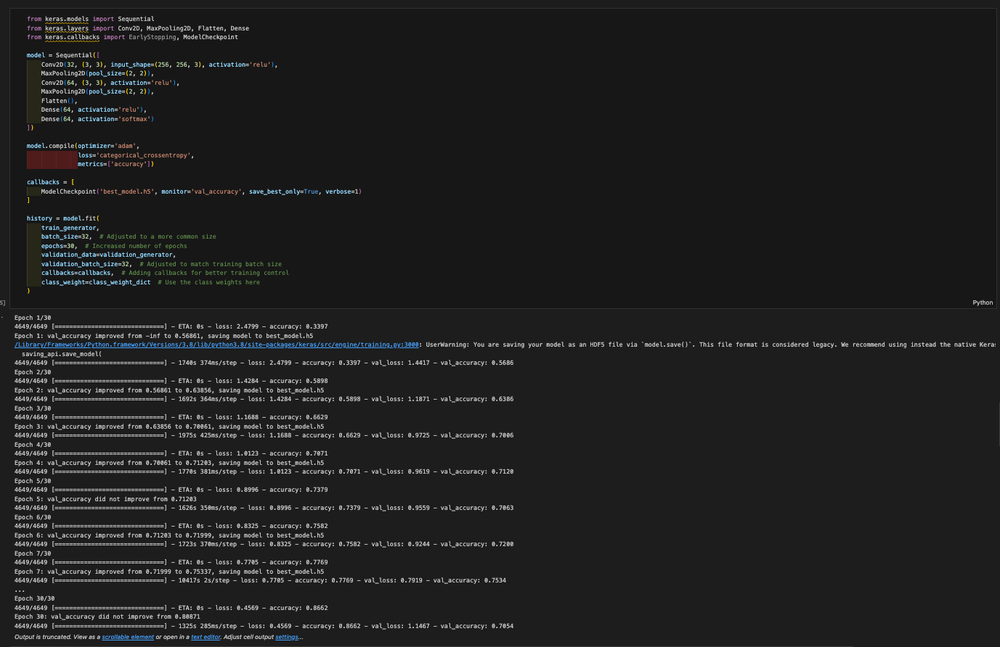 from keras.models import Sequential
from keras.layers import Conv2D, MaxPooling2D, Flatten, Dense
from keras.callbacks import EarlyStopping, ModelCheckpoint
model = Sequential([
Conv2D(32, (3, 3), input_shape=(256, 256, 3), activation='relu'),
MaxPooling2D(pool_size=(2, 2)),
Conv2D(64, (3, 3), activation='relu'),
MaxPooling2D(pool_size=(2, 2)),
Flatten(),
Dense(64, activation='relu'),
Dense(64, activation='softmax')
])
model.compile(optimizer='adam',
loss='categorical_crossentropy',
metrics=['accuracy'])
callbacks = [
ModelCheckpoint('best_model.h5', monitor='val_accuracy', save_best_only=True, verbose=1)
]
history = model.fit(
train_generator,
batch_size=32,  # Adjusted to a more common size
epochs=30,  # Increased number of epochs
validation_data=validation_generator,
validation_batch_size=32,  # Adjusted to match training batch size
callbacks=callbacks,  # Adding callbacks for better training control
class_weight=class_weight_dict  # Use the class weights here
)
5]
Python
Epoch 1/30
4649/4649 [==============================] - ETA: 0s - loss: 2.4799 - accuracy: 0.3397
Epoch 1: val_accuracy improved from -inf to 0.56861, saving model to best_model.h5
/Library/Frameworks/Python.framework/Versions/3.8/lib/python3.8/site-packages/keras/src/engine/training.py:3000: UserWarning: You are saving your model as an HDF5 file via `model.save()`. This file format is considered legacy. We recommend using instead the native Keras
saving_api.save_model(
4649/4649 [==============================] - 1740s 374ms/step - loss: 2.4799 - accuracy: 0.3397 - val_loss: 1.4417 - val_accuracy: 0.5686
Epoch 2/30
4649/4649 [==============================] - ETA: 0s - loss: 1.4284 - accuracy: 0.5898
Epoch 2: val_accuracy improved from 0.56861 to 0.63856, saving model to best_model.h5
4649/4649 [==============================] - 1692s 364ms/step - loss: 1.4284 - accuracy: 0.5898 - val_loss: 1.1871 - val_accuracy: 0.6386
Epoch 3/30
4649/4649 [==============================] - ETA: 0s - loss: 1.1688 - accuracy: 0.6629
Epoch 3: val_accuracy improved from 0.63856 to 0.70061, saving model to best_model.h5
4649/4649 [==============================] - 1975s 425ms/step - loss: 1.1688 - accuracy: 0.6629 - val_loss: 0.9725 - val_accuracy: 0.7006
Epoch 4/30
4649/4649 [==============================] - ETA: 0s - loss: 1.0123 - accuracy: 0.7071
Epoch 4: val_accuracy improved from 0.70061 to 0.71203, saving model to best_model.h5
4649/4649 [==============================] - 1770s 381ms/step - loss: 1.0123 - accuracy: 0.7071 - val_loss: 0.9619 - val_accuracy: 0.7120
Epoch 5/30
4649/4649 [==============================] - ETA: 0s - loss: 0.8996 - accuracy: 0.7379
Epoch 5: val_accuracy did not improve from 0.71203
4649/4649 [==============================] - 1626s 350ms/step - loss: 0.8996 - accuracy: 0.7379 - val_loss: 0.9559 - val_accuracy: 0.7063
Epoch 6/30
4649/4649 [==============================] - ETA: 0s - loss: 0.8325 - accuracy: 0.7582
Epoch 6: val_accuracy improved from 0.71203 to 0.71999, saving model to best_model.h5
4649/4649 [==============================] - 1723s 370ms/step - loss: 0.8325 - accuracy: 0.7582 - val_loss: 0.9244 - val_accuracy: 0.7200
Epoch 7/30
4649/4649 [==============================] - ETA: 0s - loss: 0.7705 - accuracy: 0.7769
Epoch 7: val_accuracy improved from 0.71999 to 0.75337, saving model to best_model.h5
4649/4649 [==============================] - 10417s 2s/step - loss: 0.7705 - accuracy: 0.7769 - val_loss: 0.7919 - val_accuracy: 0.7534
...
Epoch 30/30
4649/4649 [==============================] - ETA: 0s - loss: 0.4569 - accuracy: 0.8662
Epoch 30: val_accuracy did not improve from 0.80871
4649/4649 [==============================] - 1325s 285ms/step - loss: 0.4569 - accuracy: 0.8662 - val_loss: 1.1467 - val_accuracy: 0.7054
Output is truncated. View as a scrollable element or open in a text editor. Adjust cell output settings...